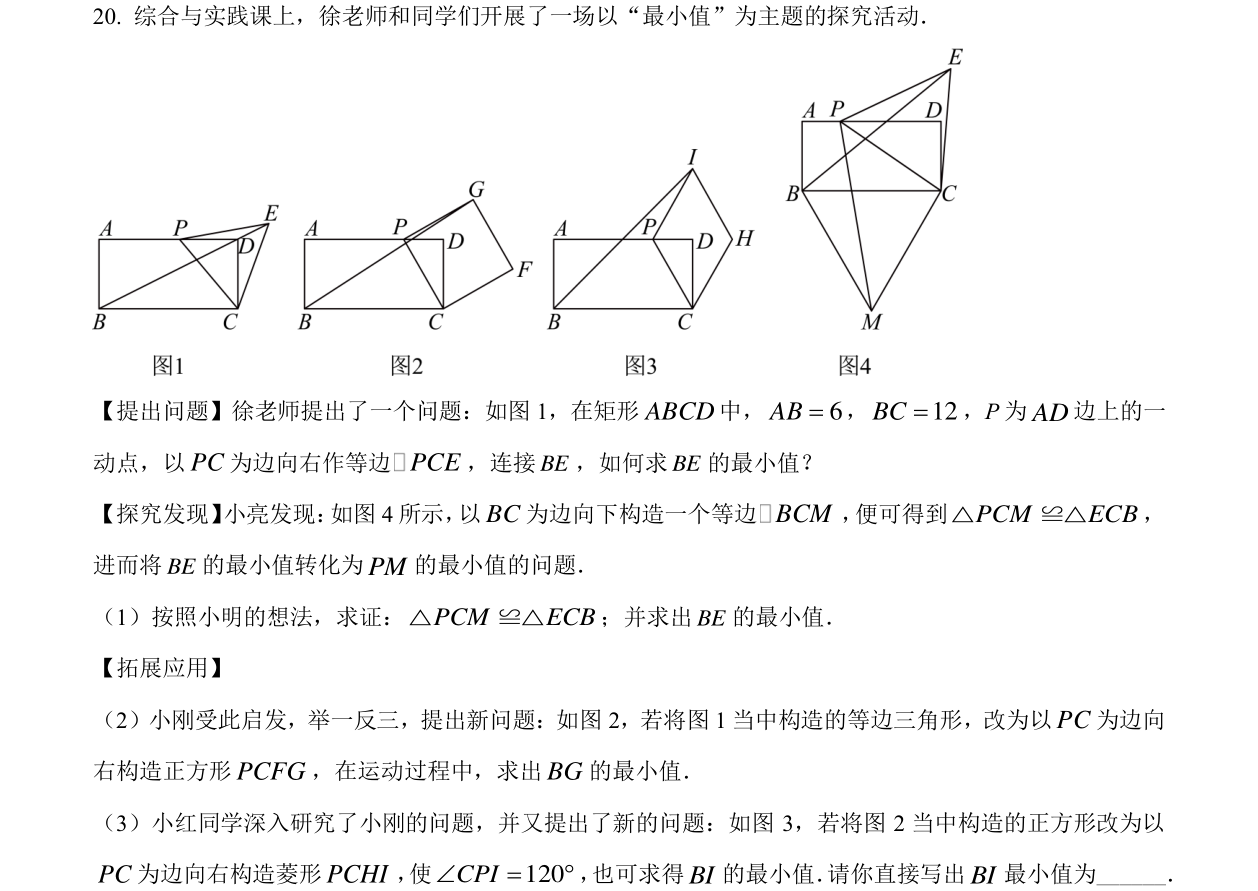 20. 综合与实践课上，徐老师和同学们开展了一场以“最小值”为主题的探究活动．
A P E D B C
A P G D F B C
A P I D H B C
A P D E B C M
图1 图2 图3 图4
【提出问题】徐老师提出了一个问题：如图 1，在矩形 ABCD 中， AB = 6， BC = 12，P 为 AD 边上的一
动点，以 PC 为边向右作等边□PCE，连接 BE，如何求 BE 的最小值？
【探究发现】小亮发现：如图 4 所示，以 BC 为边向下构造一个等边□BCM，便可得到△PCM ≌△ECB，
进而将 BE 的最小值转化为 PM 的最小值的问题．
（1）按照小明的想法，求证：△PCM ≌△ECB；并求出 BE 的最小值．
【拓展应用】
（2）小刚受此启发，举一反三，提出新问题：如图 2，若将图 1 当中构造的等边三角形，改为以 PC 为边向
右构造正方形 PCFG，在运动过程中，求出 BG 的最小值．
（3）小红同学深入研究了小刚的问题，并又提出了新的问题：如图 3，若将图 2 当中构造的正方形改为以
PC 为边向右构造菱形 PCHI，使 ∠CPI = 120°，也可求得 BI 的最小值．请你直接写出 BI 最小值为______．